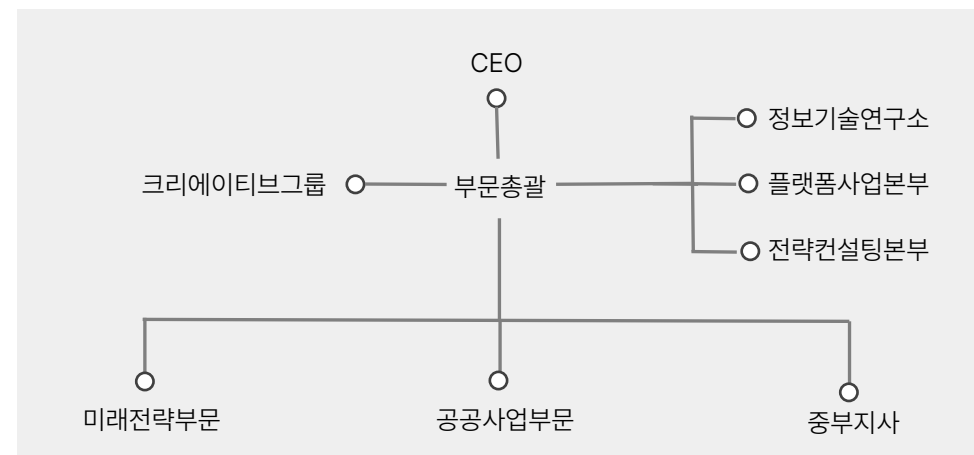 CEO
정보기술연구소
크리에이티브그룹
부문총괄
플랫폼사업본부
전략컨설팅본부
미래전략부문
공공사업부문
중부지사